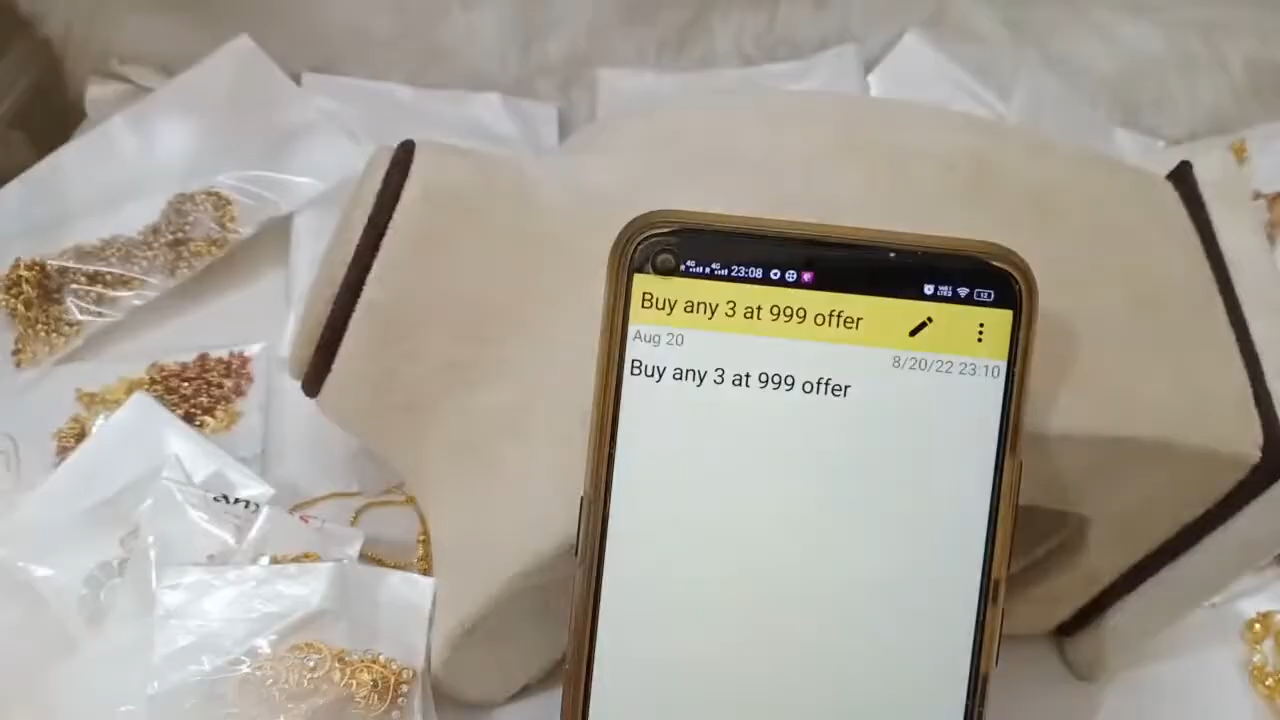 23:08
12
Buy any 3 at 999 offer
Aug 20
8/20/22 23:10
Buy any 3 at 999 offer